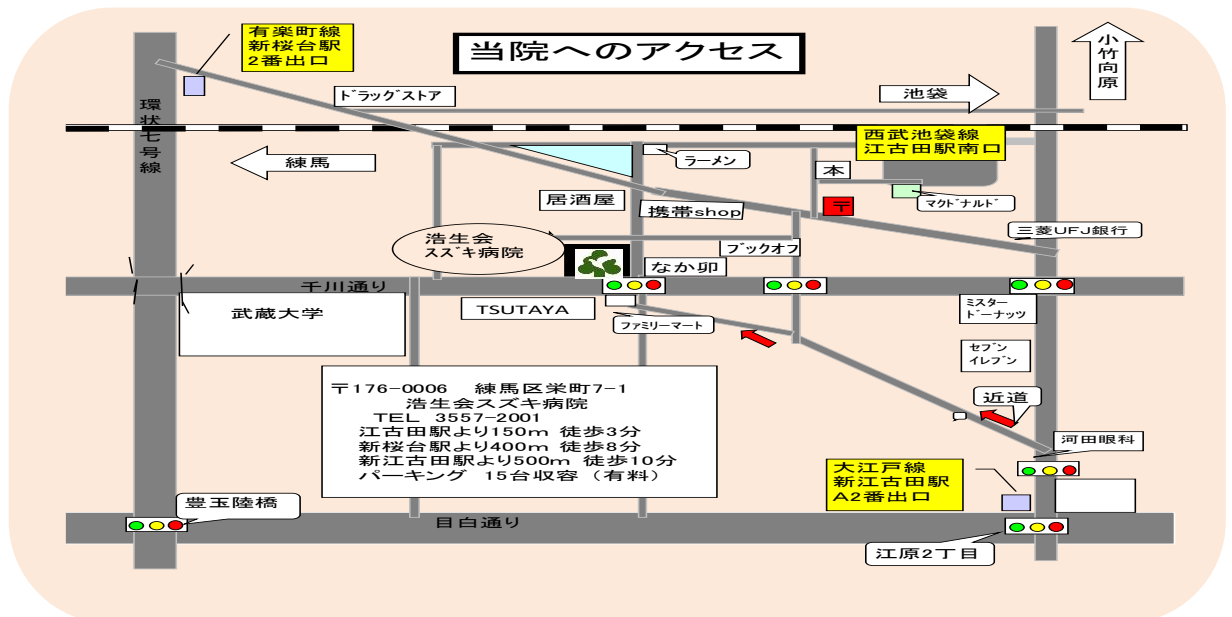 当院へのアクセス
有楽町線
新桜台駅
2番出口
小竹向原
ドラッグストア
池袋
環状七号線
西武池袋線
江古田駅南口
練馬
ラーメン
本
居酒屋
携帯shop
〒
マクドナルド
三菱UFJ銀行
浩生会
スズキ病院
ブックオフ
なか卯
千川通り
武蔵大学
TSUTAYA
ファミリーマート
ミスター
ドーナッツ
セブン
イレブン
近道
〒176-0006 練馬区栄町7-1
浩生会スズキ病院
TEL 3557-2001
江古田駅より150m 徒歩3分
新桜台駅より400m 徒歩8分
新江古田駅より500m 徒歩10分
パーキング 15台収容（有料）
河田眼科
大江戸線
新江古田駅
A2番出口
豊玉陸橋
目白通り
江原2丁目